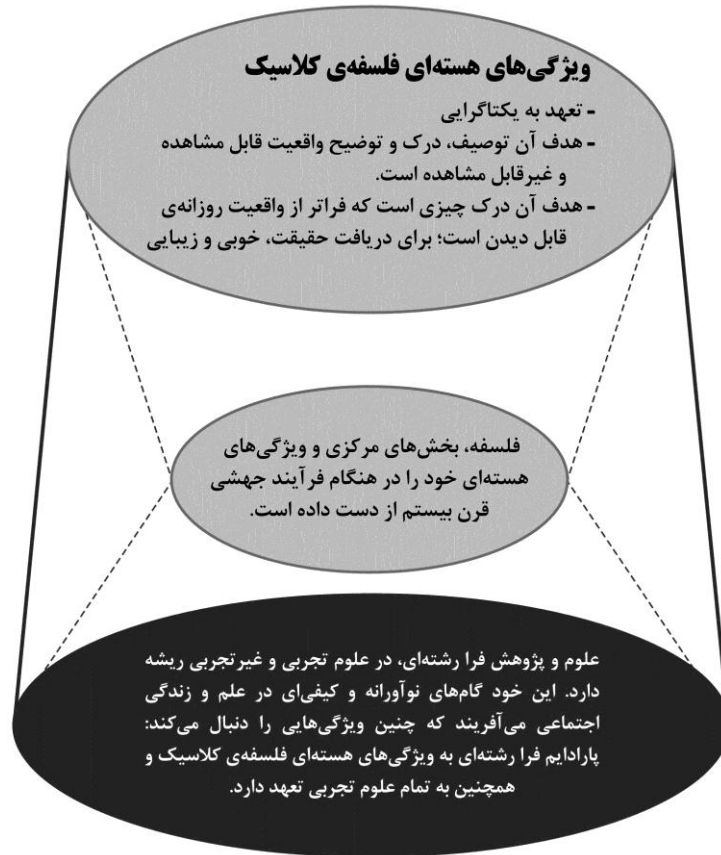 ویژگی‌های هسته‌ای فلسفه‌ی کلاسیک
- تعهد به یکتاگرایی
- هدف آن توصیف، درک و توضیح واقعیت قابل مشاهده
و غیرقابل مشاهده است.
- هدف آن درک چیزی است که فراتر از واقعیت روزانه‌ی
قابل دیدن است؛ برای دریافت حقیقت، خوبی و زیبایی
فلسفه، بخش‌های مرکزی و ویژگی‌های
هسته‌ای خود را در هنگام فرآیند جهشی
قرن بیستم از دست داده است.
علوم و پژوهش فرا رشته‌ای، در علوم تجربی و غیرتجربی ریشه
دارد. این خود گام‌های نوآورانه و کیفی‌ای در علم و زندگی
اجتماعی می‌آفریند که چنین ویژگی‌هایی را دنبال می‌کند:
پارادایم فرا رشته‌ای به ویژگی‌های هسته‌ای فلسفه‌ی کلاسیک و
همچنین به تمام علوم تجربی تعهد دارد.